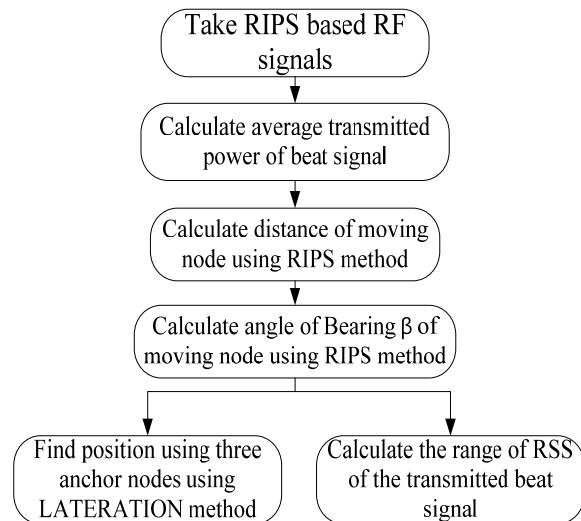 Take RIPS based RF
signals
Calculate average transmitted
power of beat signal
Calculate distance of moving
node using RIPS method
Calculate angle of Bearing β of
moving node using RIPS method
Find position using three
anchor nodes using
LATERATION method
Calculate the range of RSS
of the transmitted beat
signal